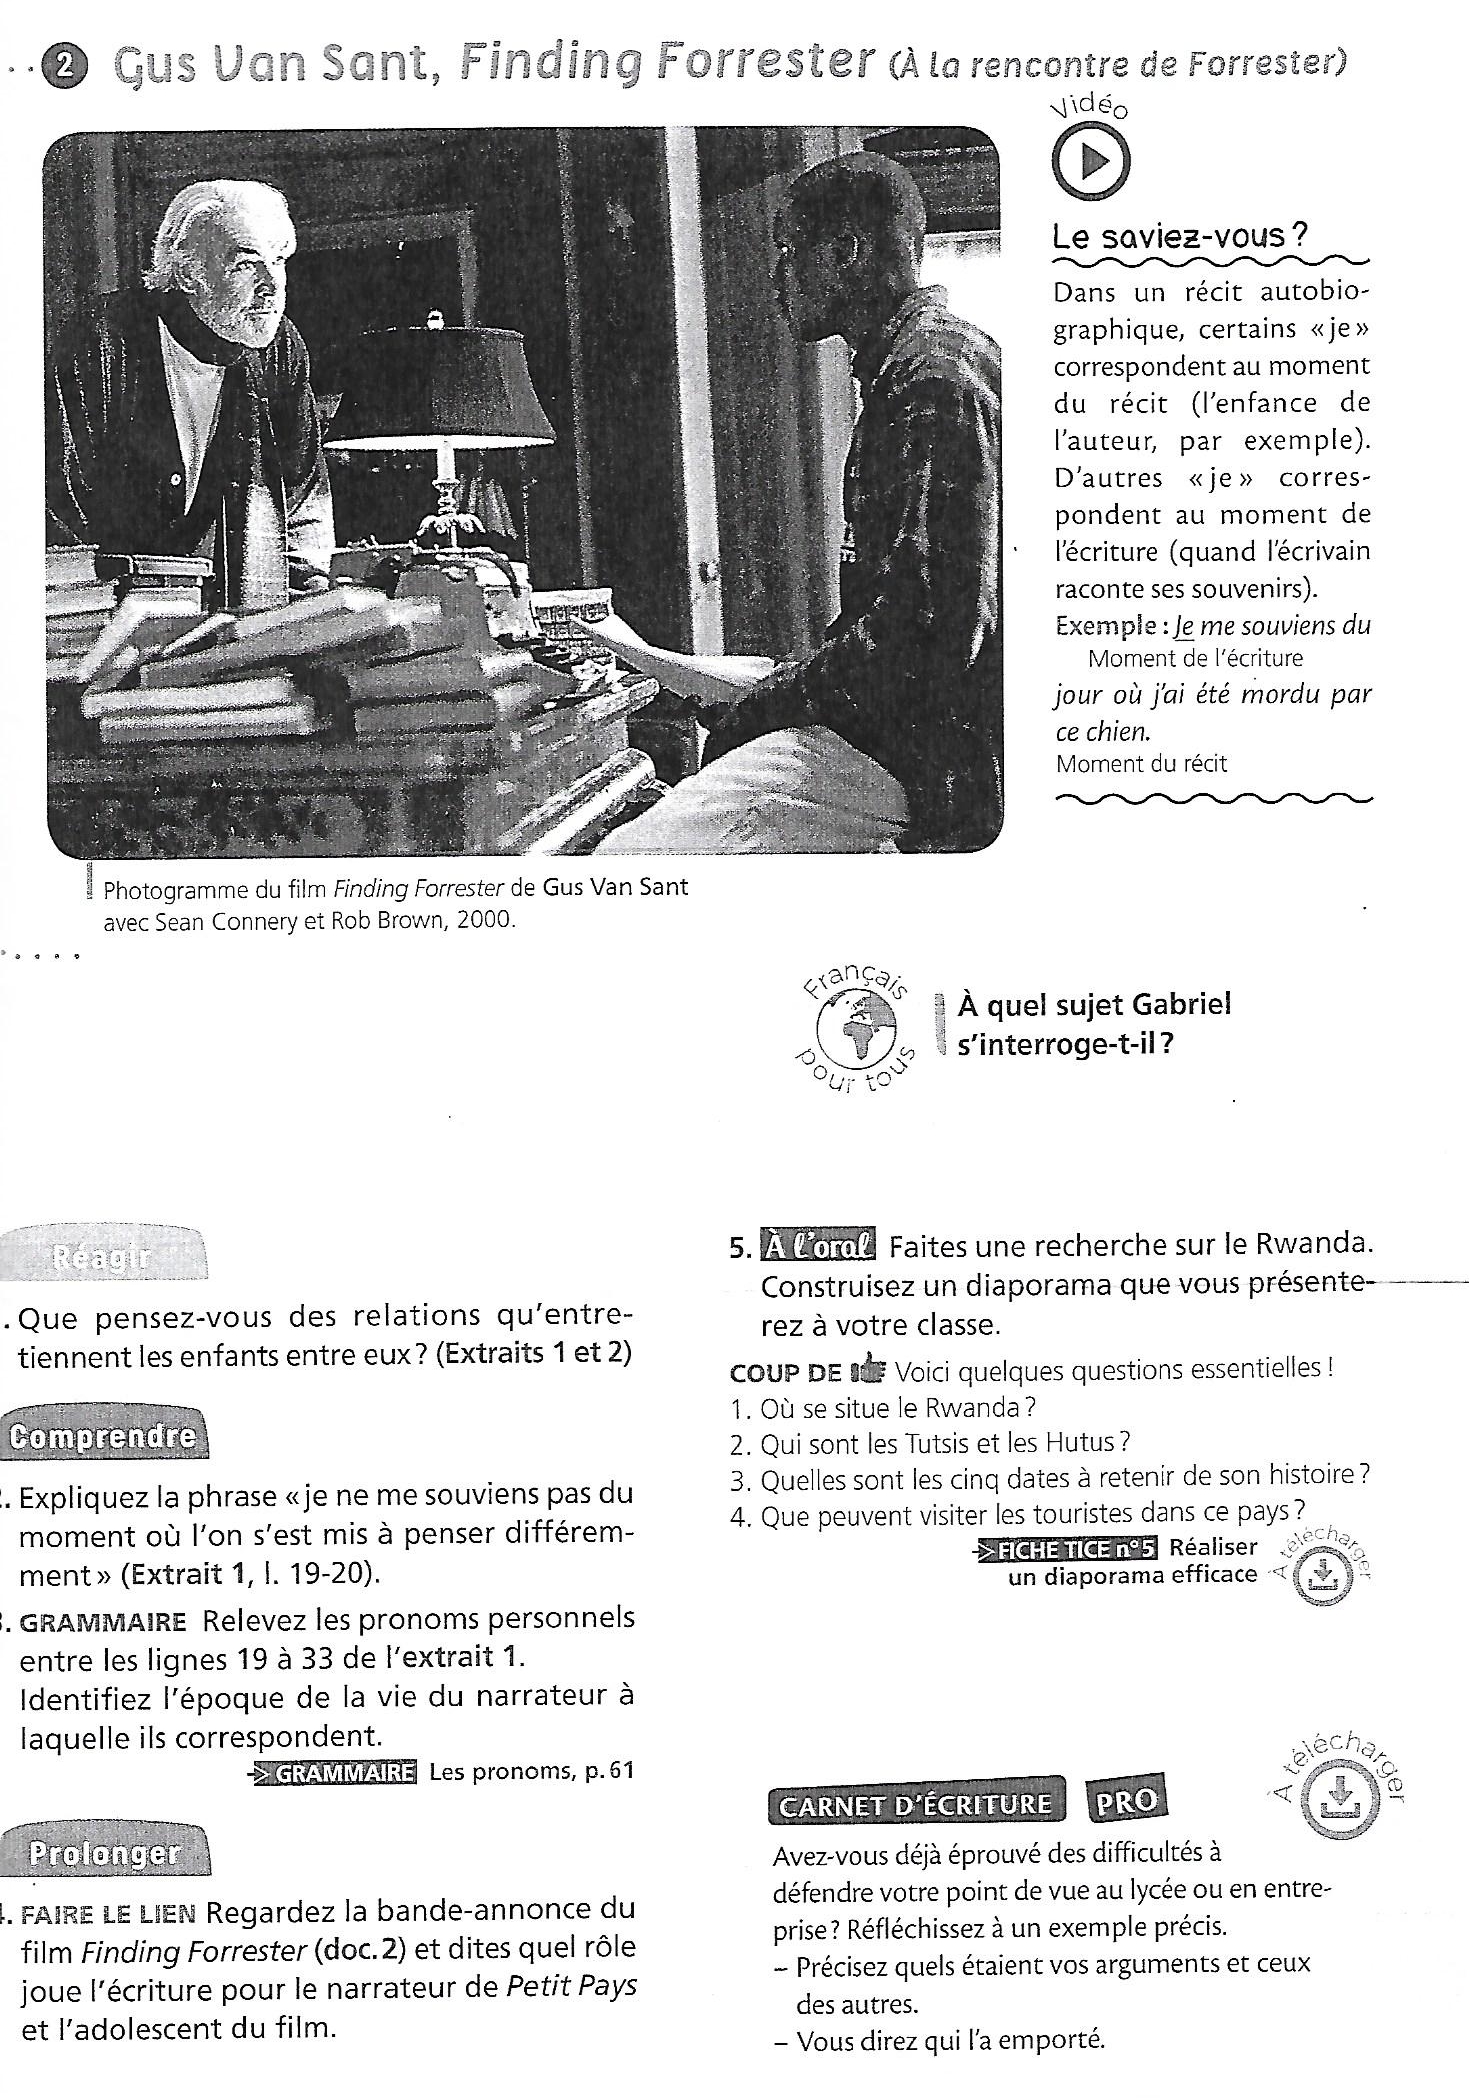 2 Gus Van Sant, Finding Forrester (À la rencontre de Forrester)
Vidéo
Le saviez-vous ?
Dans un récit autobio-
graphique, certains «je»
correspondent au moment
du récit (l'enfance de
l'auteur, par exemple).
D'autres «je» corres-
pondent au moment de
l'écriture (quand l'écrivain
raconte ses souvenirs).
Exemple : Je me souviens du
Moment de l'écriture
jour où j'ai été mordu par
ce chien.
Moment du récit
Photogramme du film Finding Forrester de Gus Van Sant
avec Sean Connery et Rob Brown, 2000.
Français pour tous
À quel sujet Gabriel
s'interroge-t-il ?
Réagir
. Que pensez-vous des relations qu'entre-
tiennent les enfants entre eux ? (Extraits 1 et 2)
Comprendre
. Expliquez la phrase «je ne me souviens pas du
moment où l'on s'est mis à penser différem-
ment» (Extrait 1, l. 19-20).
. GRAMMAIRE Relevez les pronoms personnels
entre les lignes 19 à 33 de l'extrait 1.
Identifiez l'époque de la vie du narrateur à
laquelle ils correspondent.
→ GRAMMAIRE Les pronoms, p. 61
Prolonger
. FAIRE LE LIEN Regardez la bande-annonce du
film Finding Forrester (doc. 2) et dites quel rôle
joue l'écriture pour le narrateur de Petit Pays
et l'adolescent du film.
5. À l'oral Faites une recherche sur le Rwanda.
Construisez un diaporama que vous présente-
rez à votre classe.
COUP DE Voici quelques questions essentielles !
1. Où se situe le Rwanda ?
2. Qui sont les Tutsis et les Hutus ?
3. Quelles sont les cinq dates à retenir de son histoire ?
4. Que peuvent visiter les touristes dans ce pays ?
→ FICHE TICE n°5 Réaliser
un diaporama efficace
À télécharger
À télécharger
CARNET D'ÉCRITURE PRO
Avez-vous déjà éprouvé des difficultés à
défendre votre point de vue au lycée ou en entre-
prise ? Réfléchissez à un exemple précis.
– Précisez quels étaient vos arguments et ceux
des autres.
– Vous direz qui l'a emporté.